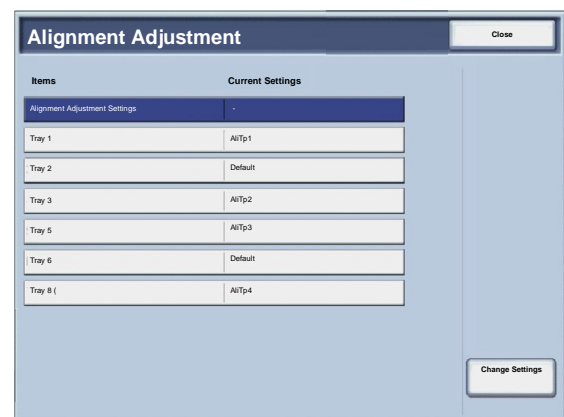 Alignment Adjustment Close
Items Current Settings
Alignment Adjustment Settings -
Tray 1 AliTp1
Tray 2 Default
Tray 3 AliTp2
Tray 5 AliTp3
Tray 6 Default
Tray 8 ( AliTp4
Change Settings